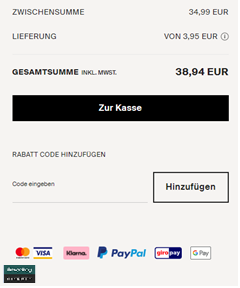 ZWISCHENSUMME 34,99 EUR
LIEFERUNG VON 3,95 EUR
GESAMTSUMME INKL. MWST. 38,94 EUR
Zur Kasse
RABATT CODE HINZUFÜGEN
Code eingeben
Hinzufügen
mastercard VISA Klarna. PayPal giropay G Pay